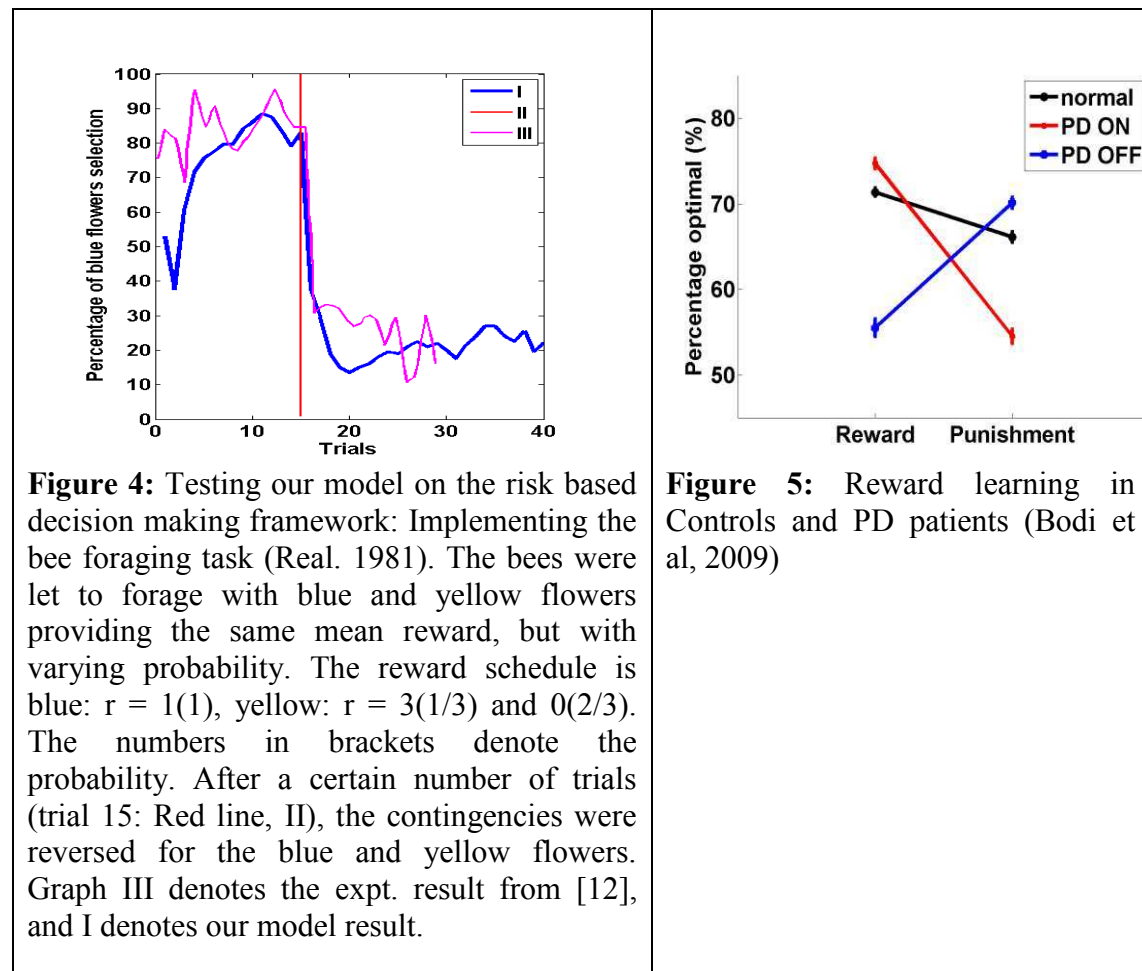 100
90
80
70
60
50
40
30
20
10
0
Percentage of blue flowers selection
I
II
III
0
10
20
30
40
Trials
Figure 4: Testing our model on the risk based
decision making framework: Implementing the
bee foraging task (Real. 1981). The bees were
let to forage with blue and yellow flowers
providing the same mean reward, but with
varying probability. The reward schedule is
blue: r = 1(1), yellow: r = 3(1/3) and 0(2/3).
The numbers in brackets denote the
probability. After a certain number of trials
(trial 15: Red line, II), the contingencies were
reversed for the blue and yellow flowers.
Graph III denotes the expt. result from [12],
and I denotes our model result.
80
70
60
50
Percentage optimal (%)
normal
PD ON
PD OFF
Reward
Punishment
Figure 5: Reward learning in
Controls and PD patients (Bodi et
al, 2009)